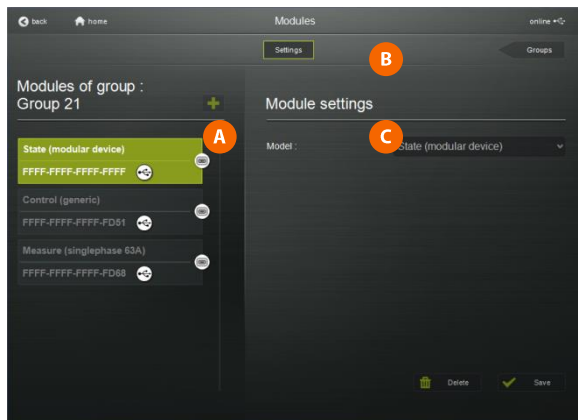 back
home
Modules
online
Settings
B
Groups
Modules of group :
Group 21
Module settings
A
C
State (modular device)
FFFF-FFFF-FFFF-FFFF
Model :
State (modular device)
Control (generic)
FFFF-FFFF-FFFF-FD51
Measure (singlephase 63A)
FFFF-FFFF-FFFF-FD68
Delete
Save